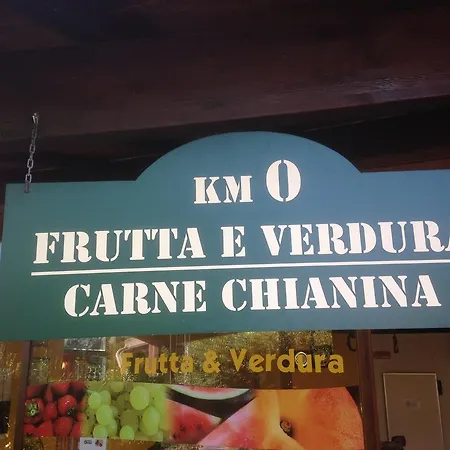 KM 0
FRUTTA E VERDURA
CARNE CHIANINA
Frutta & Verdura